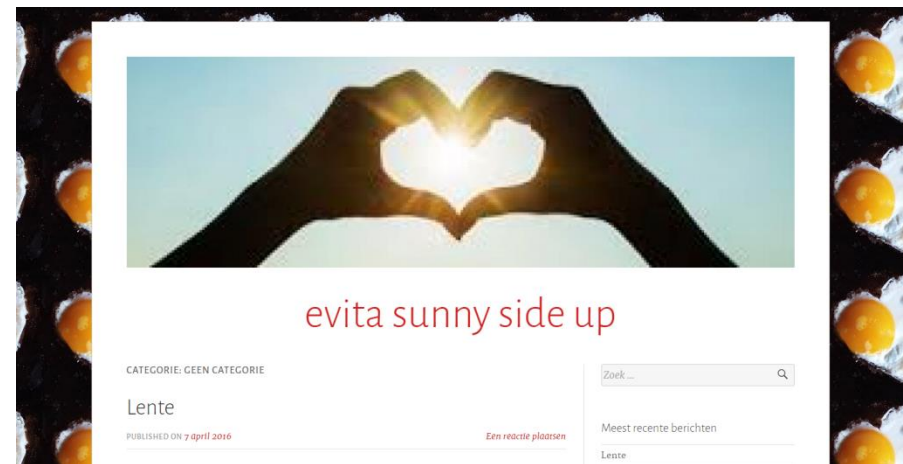 evita sunny side up
CATEGORIE: GEEN CATEGORIE
Lente
PUBLISHED ON 7 april 2016
Een reactie plaatsen
Zoek ...
Meest recente berichten
Lente